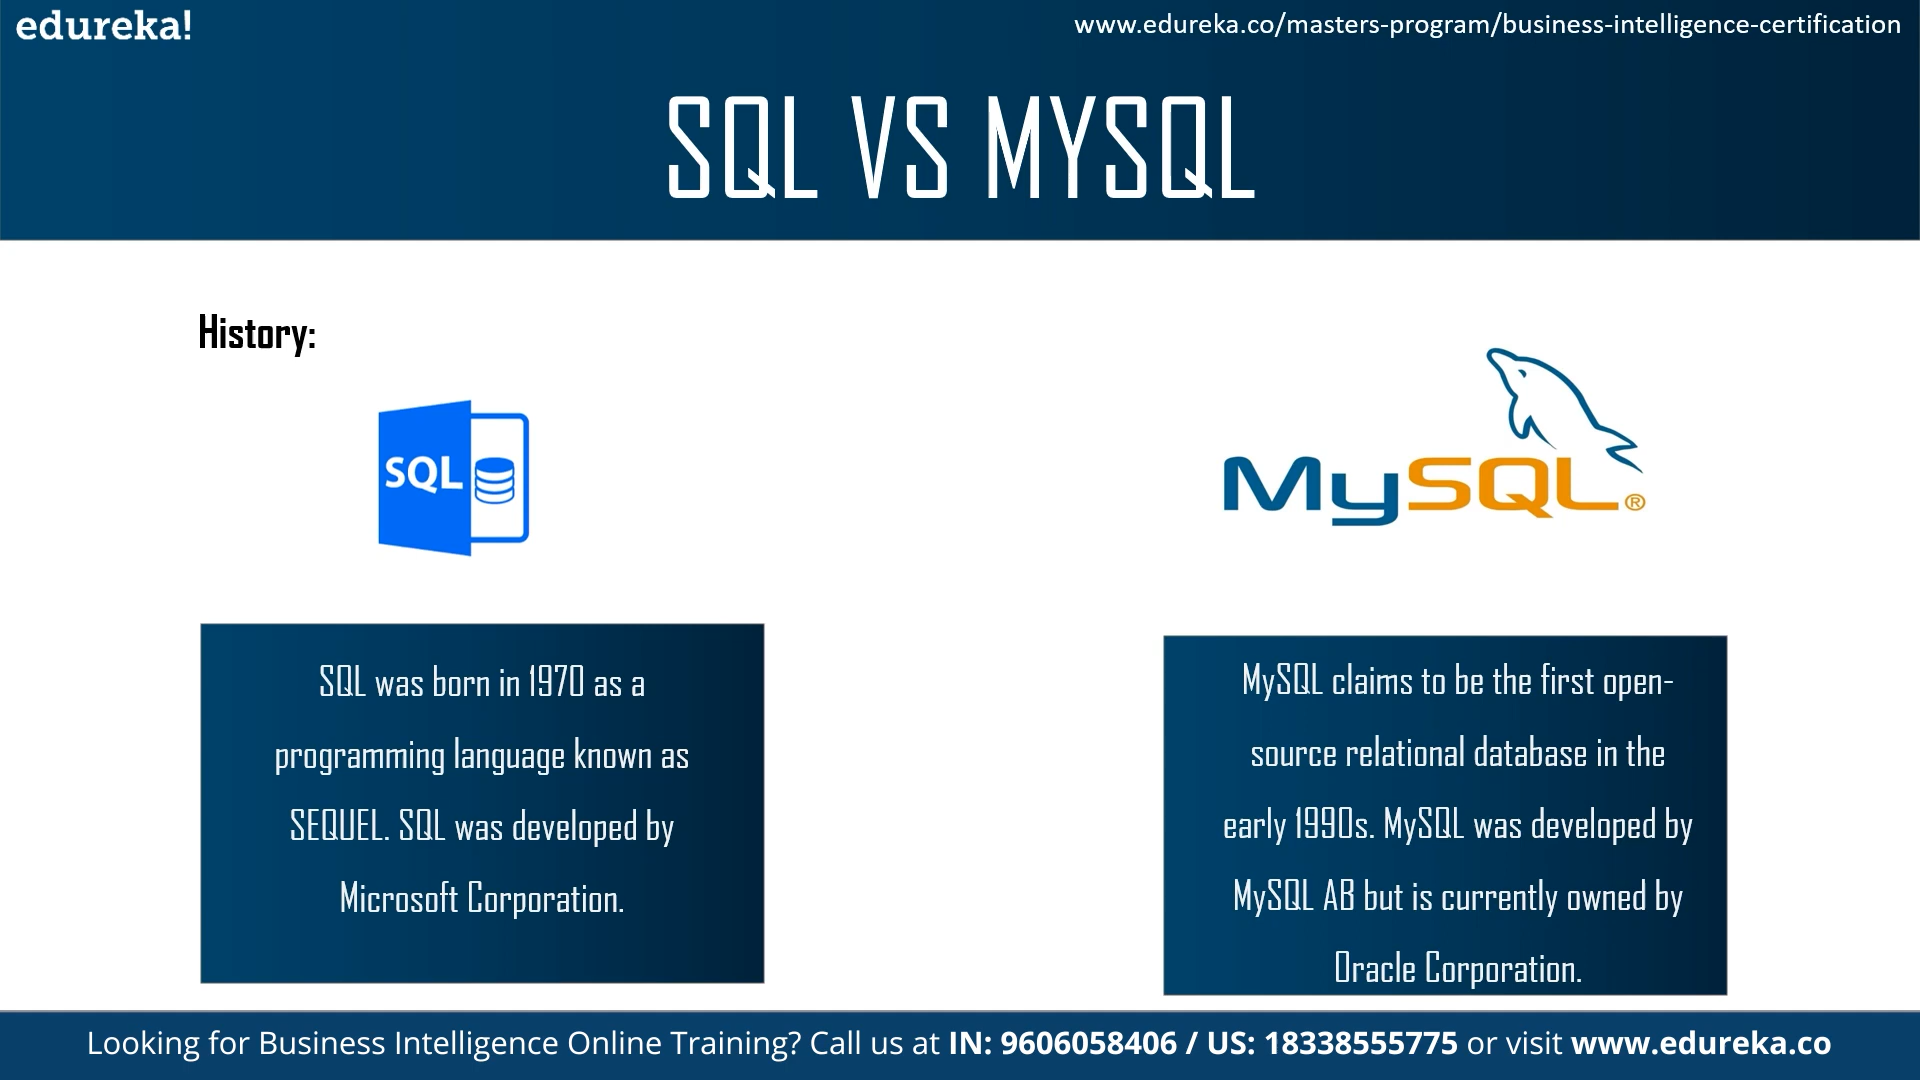 edureka!
www.edureka.co/masters-program/business-intelligence-certification
SQL VS MYSQL
History:
SQL
MySQL®
SQL was born in 1970 as a
programming language known as
SEQUEL. SQL was developed by
Microsoft Corporation.
MySQL claims to be the first open-
source relational database in the
early 1990s. MySQL was developed by
MySQL AB but is currently owned by
Oracle Corporation.
Looking for Business Intelligence Online Training? Call us at IN: 9606058406 / US: 18338555775 or visit www.edureka.co